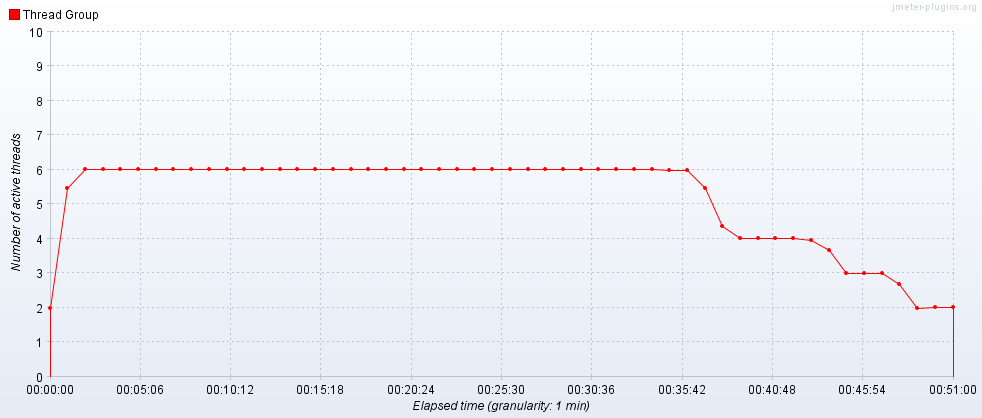 jmeter-plugins.org
Thread Group
10
9
8
7
6
5
4
3
2
1
0
Number of active threads
00:00:00 00:05:06 00:10:12 00:15:18 00:20:24 00:25:30 00:30:36 00:35:42 00:40:48 00:45:54 00:51:00
Elapsed time (granularity: 1 min)